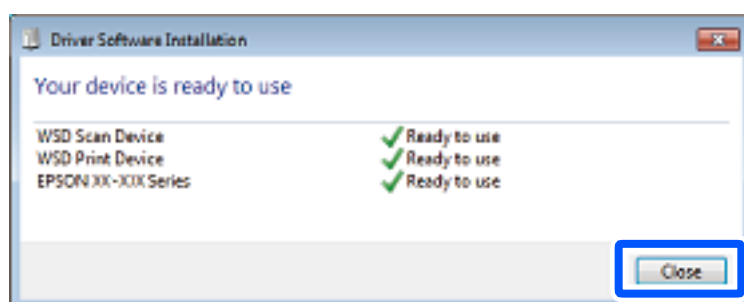 Driver Software Installation
Your device is ready to use
WSD Scan Device Ready to use
WSD Print Device Ready to use
EPSON XX-XXX Series Ready to use
Close